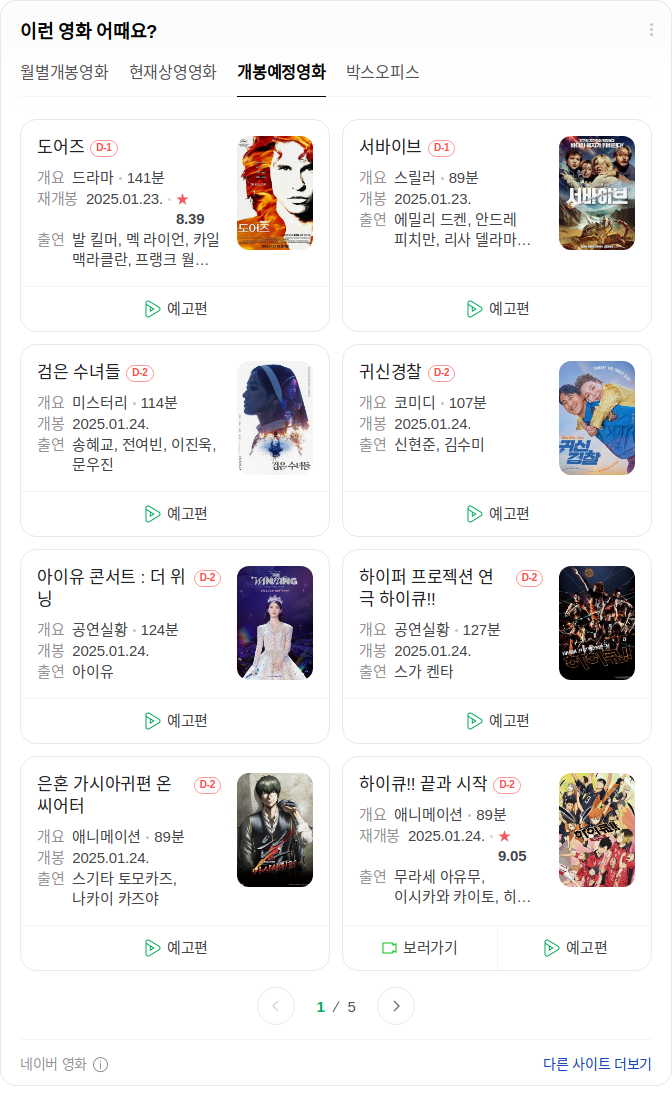 이런 영화 어때요?
월별개봉영화 현재상영영화 개봉예정영화 박스오피스
도어즈 D-1
개요 드라마 141분
재개봉 2025.01.23. ★
8.39
출연 발 킬머, 멕 라이언, 카일
맥라클란, 프랭크 월...
도어즈
예고편
서바이브 D-1
개요 스릴러 89분
개봉 2025.01.23.
출연 에밀리 드켄, 안드레
피치만, 리사 델라마...
서바이브
예고편
검은 수녀들 D-2
개요 미스터리 114분
개봉 2025.01.24.
출연 송혜교, 전여빈, 이진욱,
문우진
검은 수녀들
예고편
귀신경찰 D-2
개요 코미디 107분
개봉 2025.01.24.
출연 신현준, 김수미
귀신
경찰
예고편
아이유 콘서트 : 더 위 D-2
닝
개요 공연실황 124분
개봉 2025.01.24.
출연 아이유
예고편
하이퍼 프로젝션 연 D-2
극 하이큐!!
개요 공연실황 127분
개봉 2025.01.24.
출연 스가 켄타
하이큐!!
예고편
은혼 가시아귀편 온 D-2
씨어터
개요 애니메이션 89분
개봉 2025.01.24.
출연 스기타 토모카즈,
나카이 카즈야
예고편
하이큐!! 끝과 시작 D-2
개요 애니메이션 89분
재개봉 2025.01.24. ★
9.05
출연 무라세 아유무,
이시카와 카이토, 히...
하이큐!!
보러가기 예고편
1 / 5
네이버 영화 다른 사이트 더보기